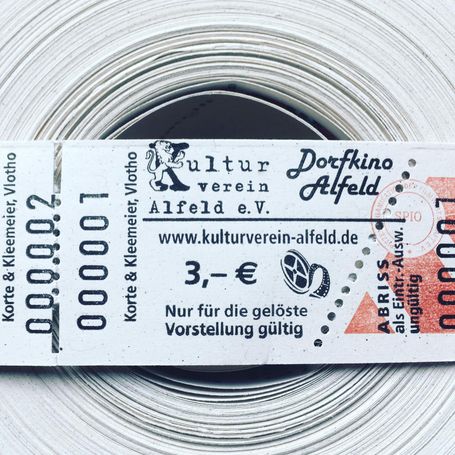 Korte & Kleemeier, Vlotho
000002
000001
Korte & Kleemeier, Vlotho
Kultur
verein
Alfeld e.V.
Dorfkino
Alfeld
www.kulturverein-alfeld.de
3,– €
Nur für die gelöste
Vorstellung gültig
ABRISS
als Eintr.-Ausw.
ungültig
SPIO
000001